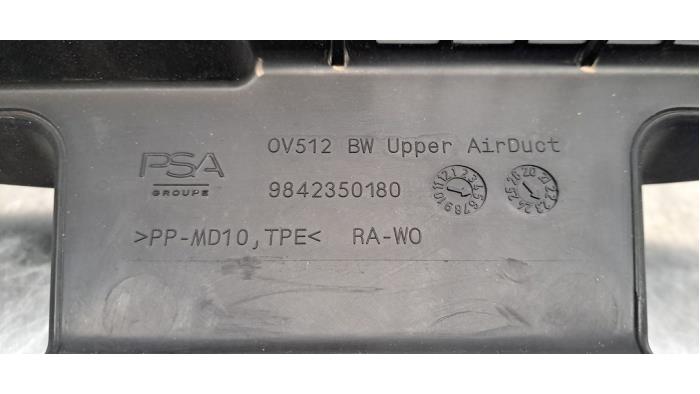 OV512 BW Upper AirDuct
PSA
GROUPE
9842350180
>PP-MD10,TPE< RA-WO